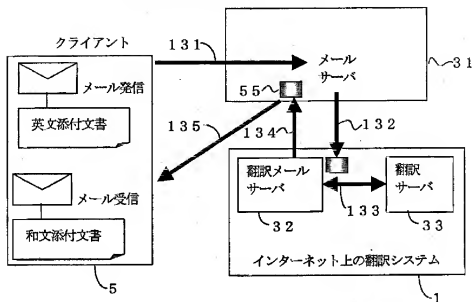 クライアント
メール発信
英文添付文書
メール受信
和文添付文書
5
131
メール
サーバ
31
55
135
134
132
翻訳メール
サーバ
32
133
翻訳
サーバ
33
インターネット上の翻訳システム
1